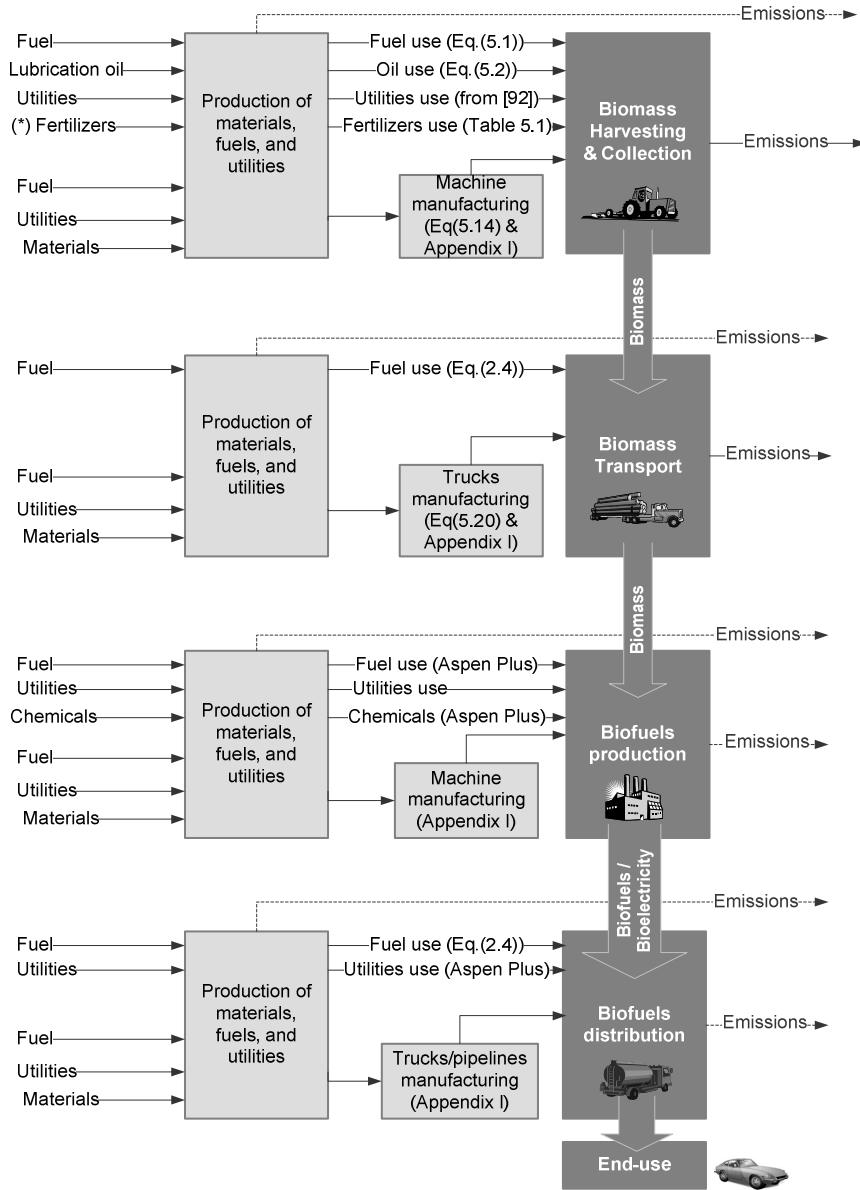 Emissions
Fuel
Fuel use (Eq.(5.1))
Lubrication oil
Oil use (Eq.(5.2))
Utilities
Utilities use (from [92])
(*) Fertilizers
Fertilizers use (Table 5.1)
Production of
materials,
fuels, and
utilities
Biomass
Harvesting
& Collection
Emissions
Fuel
Utilities
Materials
Machine
manufacturing
(Eq(5.14) &
Appendix I)
Biomass
Emissions
Fuel
Fuel use (Eq.(2.4))
Production of
materials,
fuels, and
utilities
Biomass
Transport
Emissions
Fuel
Utilities
Materials
Trucks
manufacturing
(Eq(5.20) &
Appendix I)
Biomass
Emissions
Fuel
Fuel use (Aspen Plus)
Utilities
Utilities use
Chemicals
Chemicals (Aspen Plus)
Production of
materials,
fuels, and
utilities
Biofuels
production
Emissions
Fuel
Utilities
Materials
Machine
manufacturing
(Appendix I)
Biofuels /
Bioelectricity
Emissions
Fuel
Fuel use (Eq.(2.4))
Utilities
Utilities use (Aspen Plus)
Production of
materials,
fuels, and
utilities
Biofuels
distribution
Emissions
Fuel
Utilities
Materials
Trucks/pipelines
manufacturing
(Appendix I)
End-use